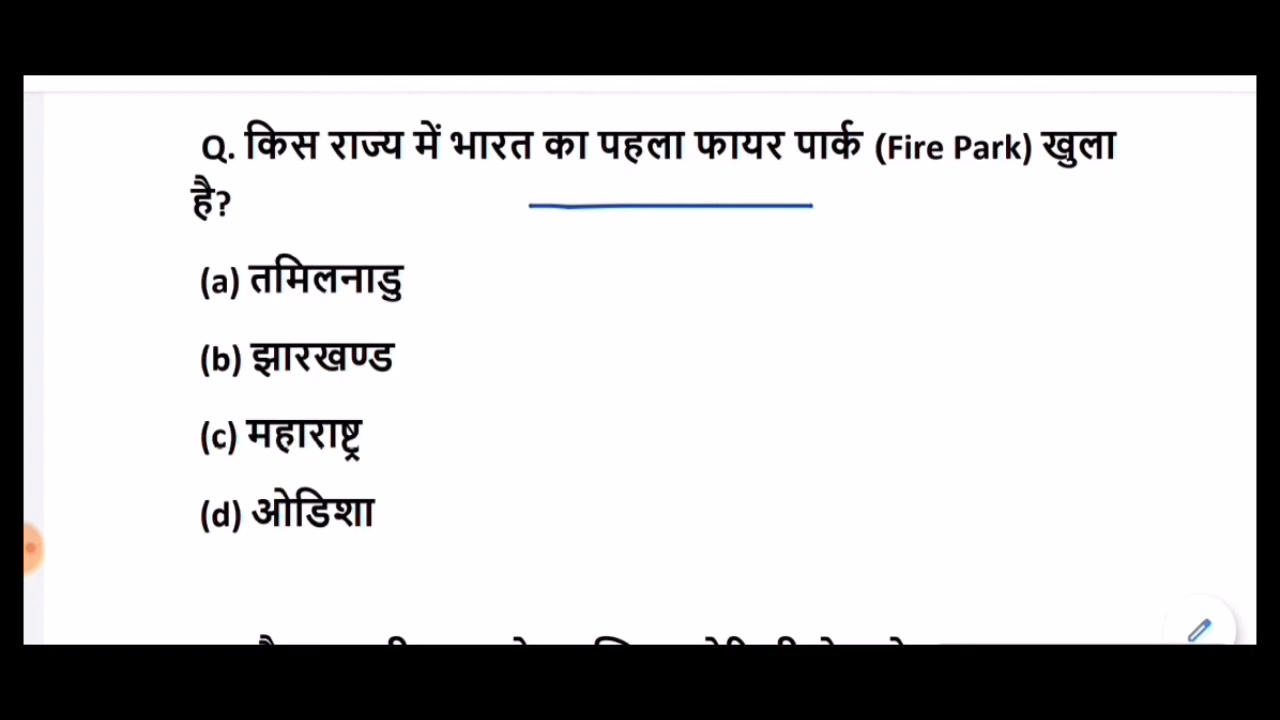 Q. किस राज्य में भारत का पहला फायर पार्क (Fire Park) खुला
है?
(a) तमिलनाडु
(b) झारखण्ड
(c) महाराष्ट्र
(d) ओडिशा